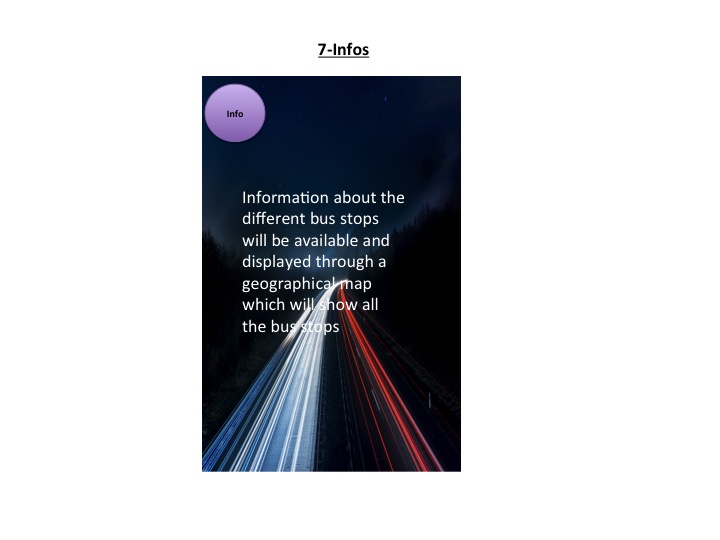 7-Infos
Info
Information about the
different bus stops
will be available and
displayed through a
geographical map
which will show all
the bus stops